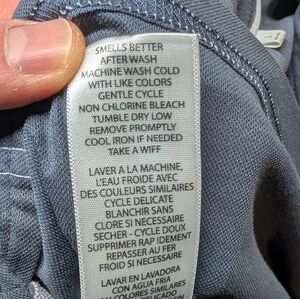 SMELLS BETTER
AFTER WASH
MACHINE WASH COLD
WITH LIKE COLORS
GENTLE CYCLE
NON CHLORINE BLEACH
TUMBLE DRY LOW
REMOVE PROMPTLY
COOL IRON IF NEEDED
TAKE A WIFF
LAVER A LA MACHINE,
L'EAU FROIDE AVEC
DES COULEURS SIMILAIRES
CYCLE DELICATE
BLANCHIR SANS
CLORE SI NECESSAIRE
SECHER - CYCLE DOUX
SUPPRIMER RAP IDEMENT
REPASSER AU FER
FROID SI NECESSAIRE
LAVAR EN LAVADORA
CON AGUA FRIA
COLORES SIMILARES